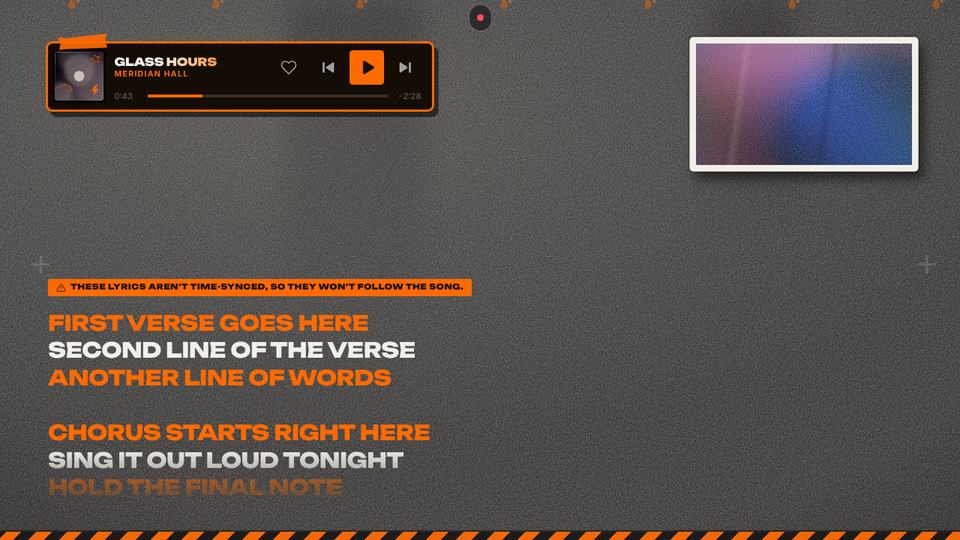 GLASS HOURS
MERIDIAN HALL
0:43
-2:28
THESE LYRICS AREN'T TIME-SYNCED, SO THEY WON'T FOLLOW THE SONG.
FIRST VERSE GOES HERE
SECOND LINE OF THE VERSE
ANOTHER LINE OF WORDS
CHORUS STARTS RIGHT HERE
SING IT OUT LOUD TONIGHT
HOLD THE FINAL NOTE